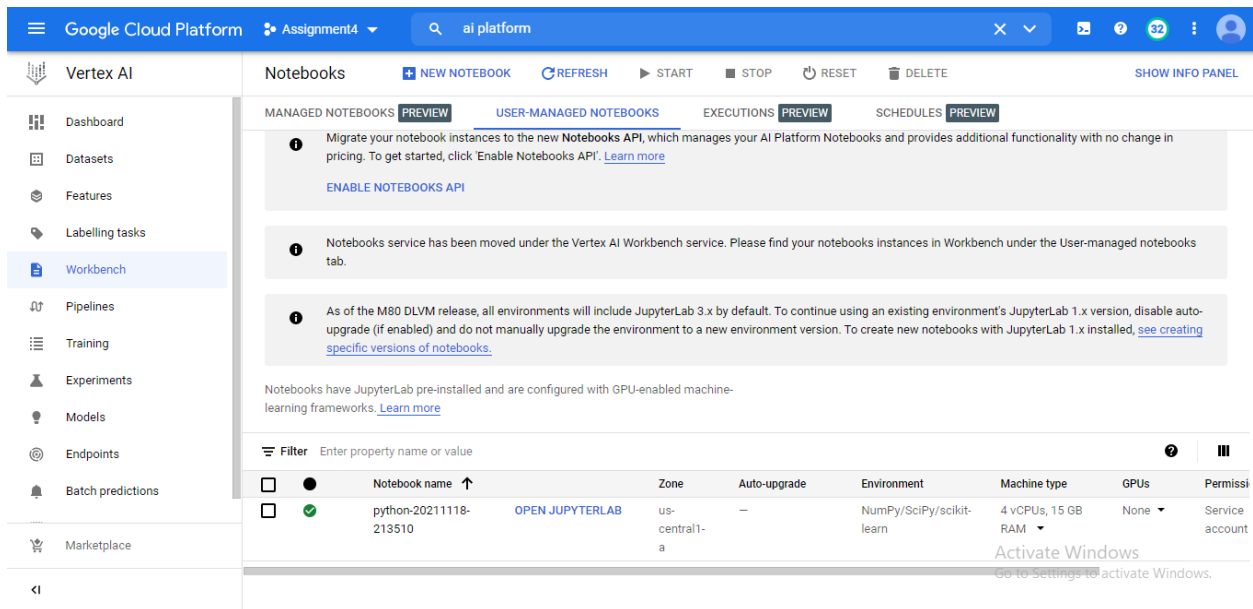 Google Cloud Platform Assignment4 ai platform 32
Vertex AI
Notebooks NEW NOTEBOOK REFRESH START STOP RESET DELETE SHOW INFO PANEL
MANAGED NOTEBOOKS PREVIEW USER-MANAGED NOTEBOOKS EXECUTIONS PREVIEW SCHEDULES PREVIEW
Dashboard
Datasets
Features
Labelling tasks
Workbench
Pipelines
Training
Experiments
Models
Endpoints
Batch predictions
Marketplace
Migrate your notebook instances to the new Notebooks API, which manages your AI Platform Notebooks and provides additional functionality with no change in
pricing. To get started, click 'Enable Notebooks API'. Learn more
ENABLE NOTEBOOKS API
Notebooks service has been moved under the Vertex AI Workbench service. Please find your notebooks instances in Workbench under the User-managed notebooks
tab.
As of the M80 DLVM release, all environments will include JupyterLab 3.x by default. To continue using an existing environment's JupyterLab 1.x version, disable auto-
upgrade (if enabled) and do not manually upgrade the environment to a new environment version. To create new notebooks with JupyterLab 1.x installed, see creating
specific versions of notebooks.
Notebooks have JupyterLab pre-installed and are configured with GPU-enabled machine-
learning frameworks. Learn more
Filter Enter property name or value
Notebook name Zone Auto-upgrade Environment Machine type GPUs Permissi
python-20211118- OPEN JUPYTERLAB us- — NumPy/SciPy/scikit- 4 vCPUs, 15 GB None Service
213510 central1- learn RAM account
a
Activate Windows
Go to Settings to activate Windows.